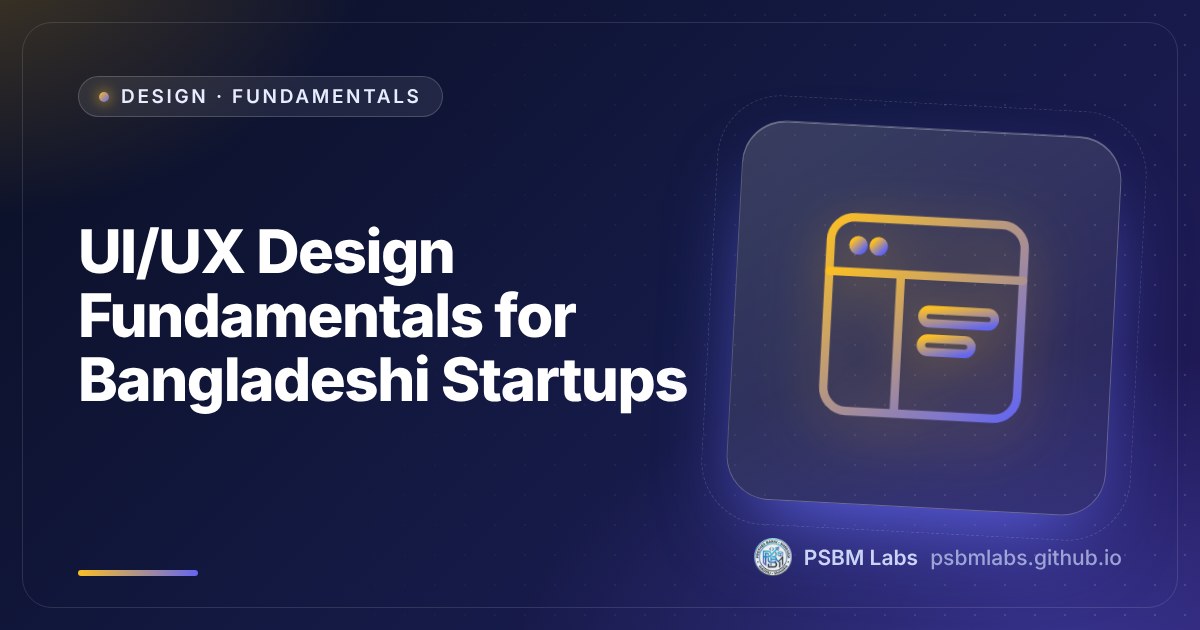 DESIGN · FUNDAMENTALS
UI/UX Design
Fundamentals for
Bangladeshi Startups
PSBM Labs psbmlabs.github.io